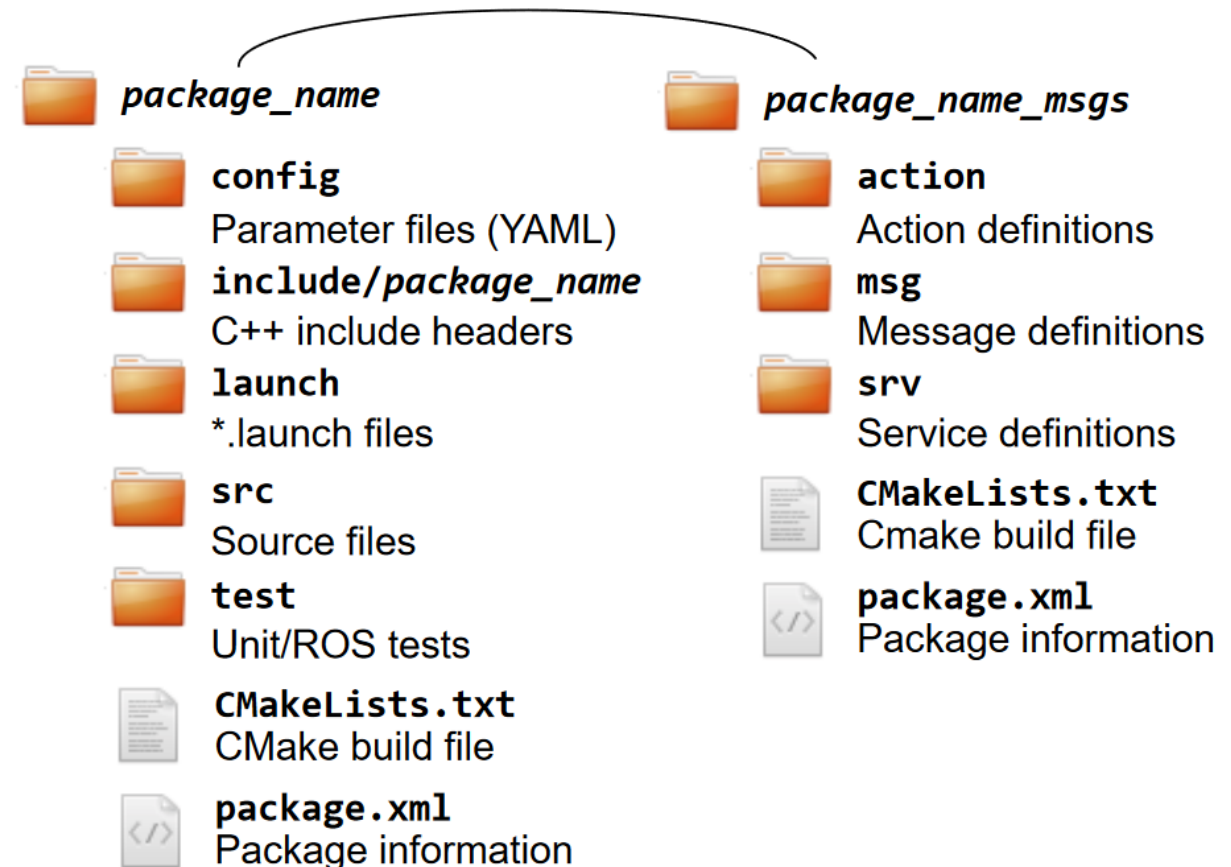 package_name
config
Parameter files (YAML)
include/package_name
C++ include headers
launch
*.launch files
src
Source files
test
Unit/ROS tests
CMakeLists.txt
CMake build file
package.xml
Package information
package_name_msgs
action
Action definitions
msg
Message definitions
srv
Service definitions
CMakeLists.txt
Cmake build file
package.xml
Package information